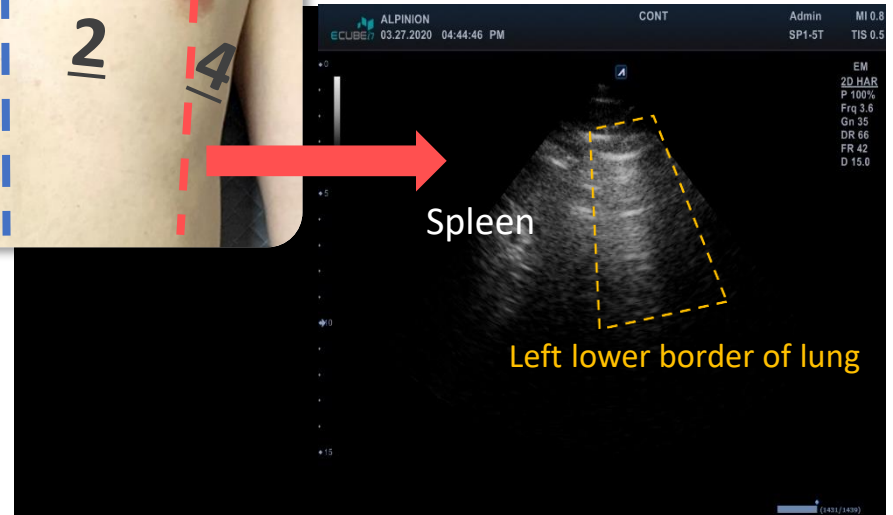 2
4
ALPINION
ECUBE i7 03.27.2020 04:44:46 PM
CONT
Admin MI 0.8
SP1-5T TIS 0.5
EM
2D HAR
P 100%
Frq 3.6
Gn 35
DR 66
FR 42
D 15.0
0
5
10
15
Spleen
Left lower border of lung
(1431/1439)